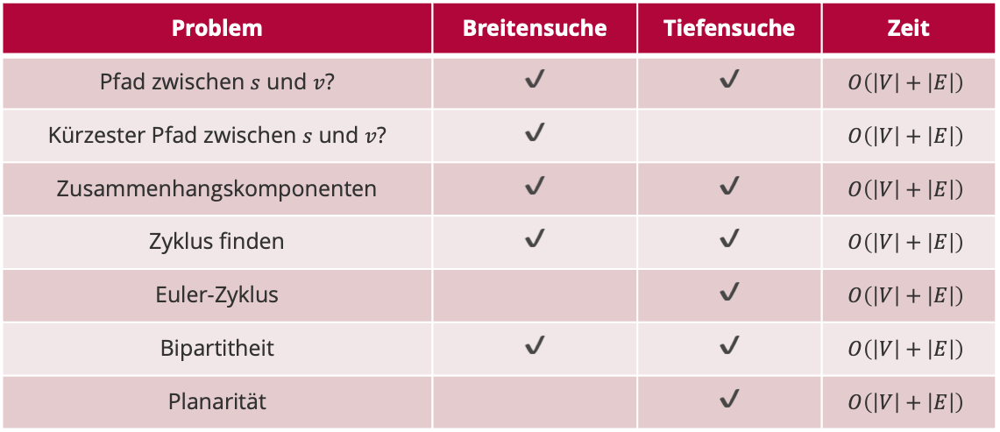 Problem Breitensuche Tiefensuche Zeit
Pfad zwischen s und v? ✔ ✔ O(|V| + |E|)
Kürzester Pfad zwischen s und v? ✔ O(|V| + |E|)
Zusammenhangskomponenten ✔ ✔ O(|V| + |E|)
Zyklus finden ✔ ✔ O(|V| + |E|)
Euler-Zyklus ✔ O(|V| + |E|)
Bipartitheit ✔ ✔ O(|V| + |E|)
Planarität ✔ O(|V| + |E|)